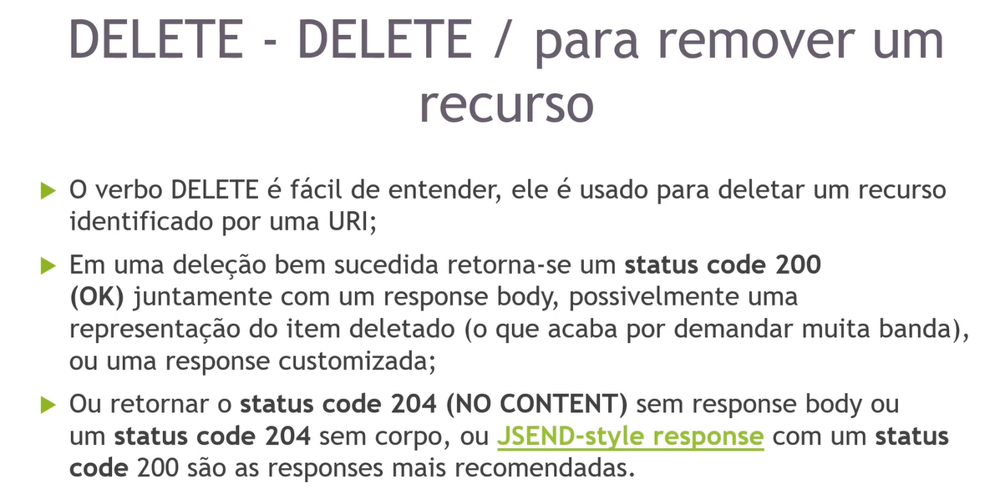 DELETE - DELETE / para remover um
recurso
O verbo DELETE é fácil de entender, ele é usado para deletar um recurso
identificado por uma URI;
Em uma deleção bem sucedida retorna-se um status code 200
(OK) juntamente com um response body, possivelmente uma
representação do item deletado (o que acaba por demandar muita banda),
ou uma response customizada;
Ou retornar o status code 204 (NO CONTENT) sem response body ou
um status code 204 sem corpo, ou JSEND-style response com um status
code 200 são as responses mais recomendadas.